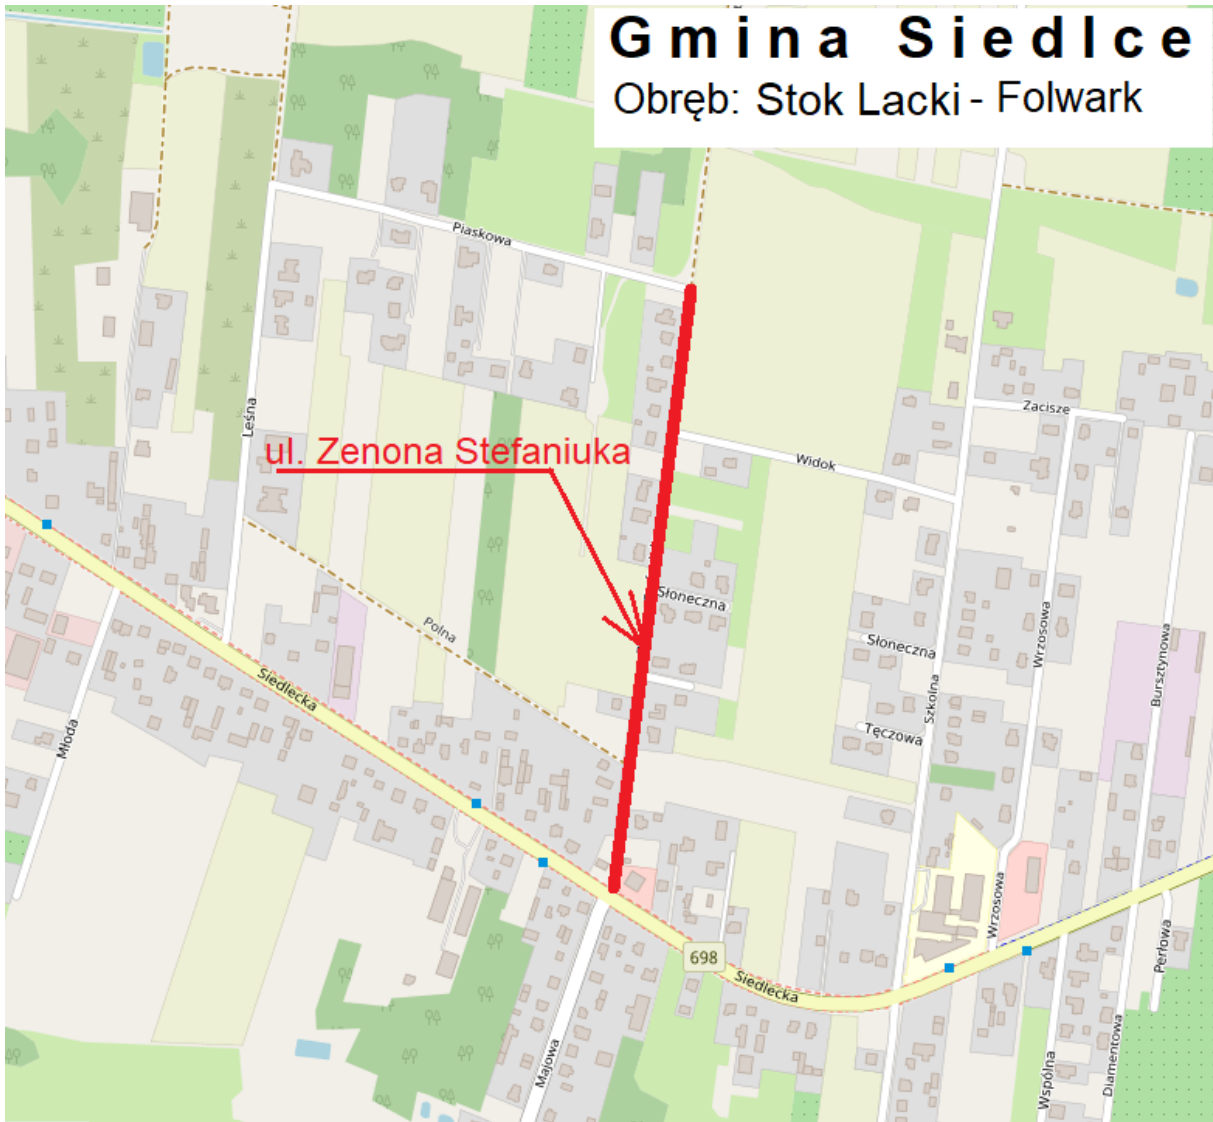 Gmina Siedlce
Obręb: Stok Lacki - Folwark
Piaskowa
Leśna
Zacisze
ul. Zenona Stefaniuka
Widok
Słoneczna
Polna
Słoneczna
Wrzosowa
Bursztynowa
Siedlecka
Szkolna
Młoda
Tęczowa
Wrzosowa
698
Siedlecka
Perłowa
Majowa
Wspólna
Diamentowa